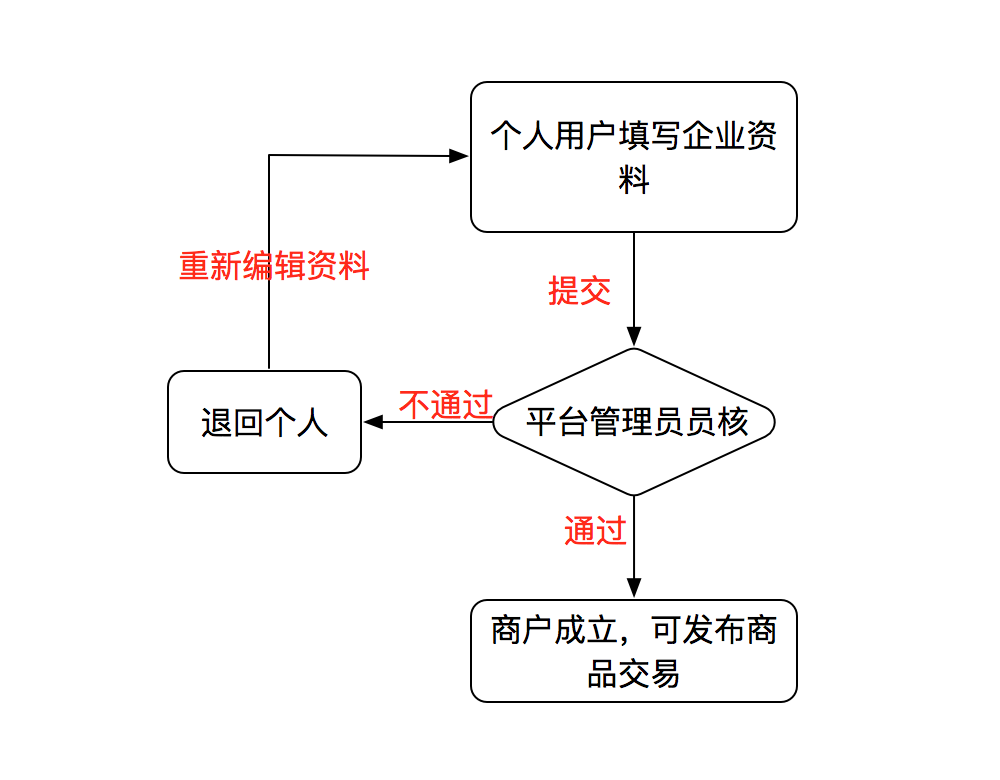 个人用户填写企业资
料
重新编辑资料
提交
不通过
退回个人
平台管理员员核
通过
商户成立，可发布商
品交易